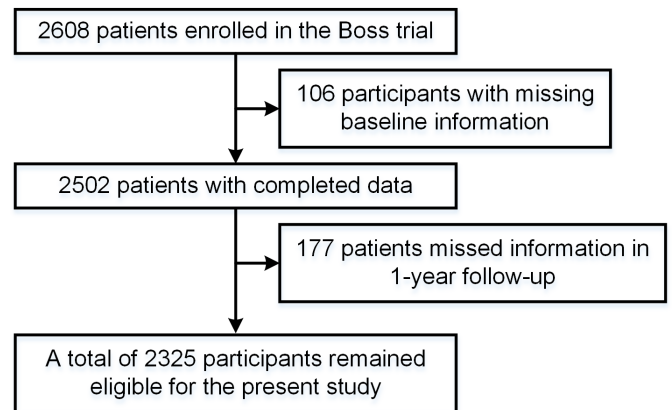 2608 patients enrolled in the Boss trial
106 participants with missing
baseline information
2502 patients with completed data
177 patients missed information in
1-year follow-up
A total of 2325 participants remained
eligible for the present study